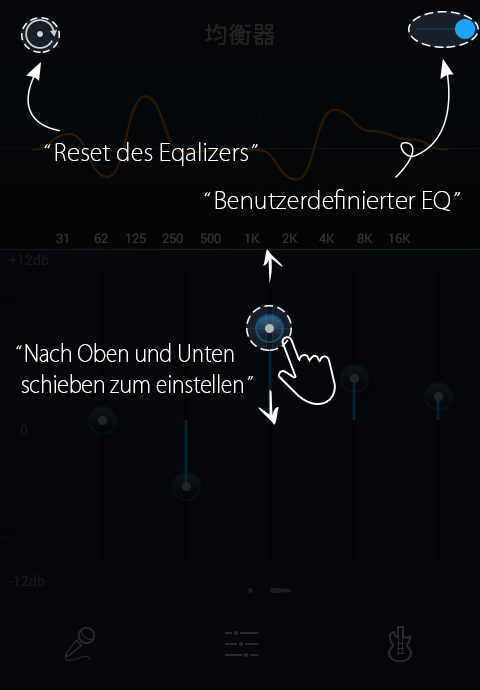 均衡器
“Reset des Eqalizers”
“Benutzerdefinierter EQ”
31 62 125 250 500 1K 2K 4K 8K 16K
+12db
“Nach Oben und Unten
schieben zum einstellen”
0
-12db